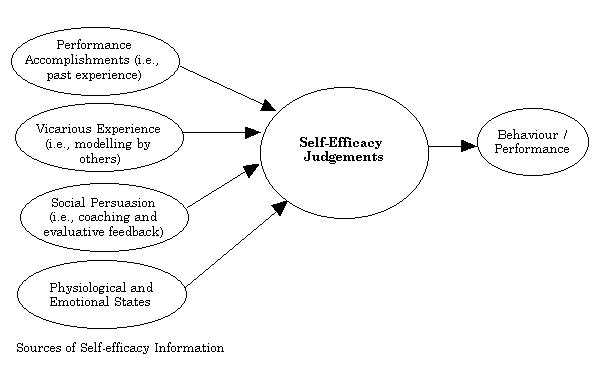 Performance
Accomplishments (i.e.,
past experience)
Vicarious Experience
(i.e., modelling by
others)
Social Persuasion
(i.e., coaching and
evaluative feedback)
Physiological and
Emotional States
Self-Efficacy
Judgements
Behaviour /
Performance
Sources of Self-efficacy Information